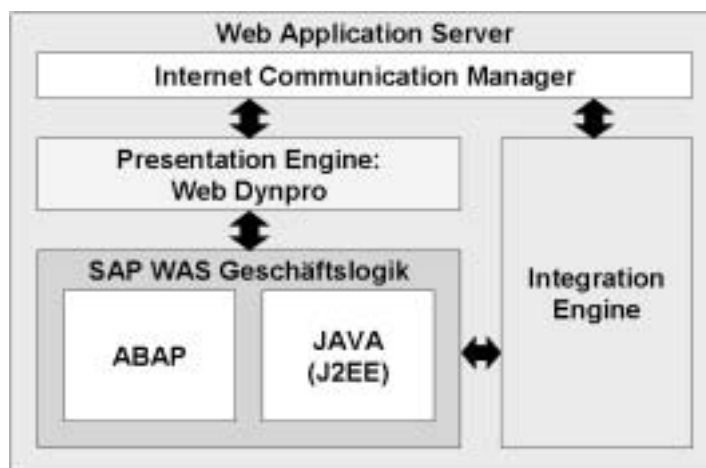 Web Application Server
Internet Communication Manager
Presentation Engine:
Web Dynpro
SAP WAS Geschäftslogik
ABAP
JAVA
(J2EE)
Integration
Engine